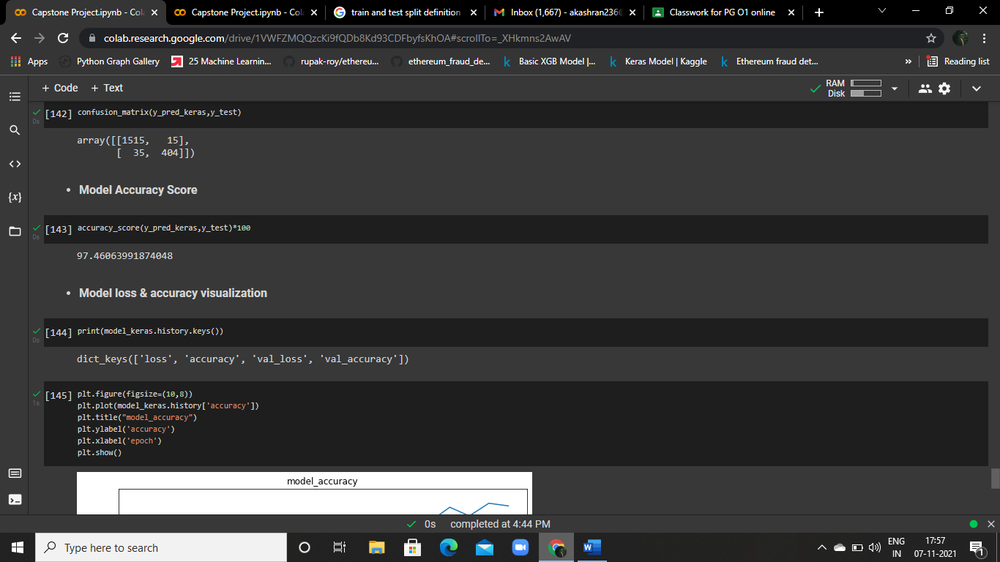 Capstone Project.ipynb - Cola
Capstone Project.ipynb - Col
train and test split definition
Inbox (1,667) - akashran236@
Classwork for PG O1 online
colab.research.google.com/drive/1VWFZMQQzcKi9fQDb8Kd93CDFbyfsKhOA#scrollTo=_XHkmns2AwAV
Apps
Python Graph Gallery
25 Machine Learnin...
rupak-roy/ethereu...
ethereum_fraud_de...
Basic XGB Model |...
Keras Model | Kaggle
Ethereum fraud det...
»
Reading list
+ Code + Text
RAM
Disk
[142] confusion_matrix(y_pred_keras,y_test)
0s
array([[1515, 15],
[ 35, 404]])
• Model Accuracy Score
[143] accuracy_score(y_pred_keras,y_test)*100
0s
97.46063991874048
• Model loss & accuracy visualization
[144] print(model_keras.history.keys())
0s
dict_keys(['loss', 'accuracy', 'val_loss', 'val_accuracy'])
[145] plt.figure(figsize=(10,8))
1s
plt.plot(model_keras.history['accuracy'])
plt.title("model_accuracy")
plt.ylabel('accuracy')
plt.xlabel('epoch')
plt.show()
model_accuracy
0s completed at 4:44 PM
Type here to search
ENG
IN
17:57
07-11-2021
1